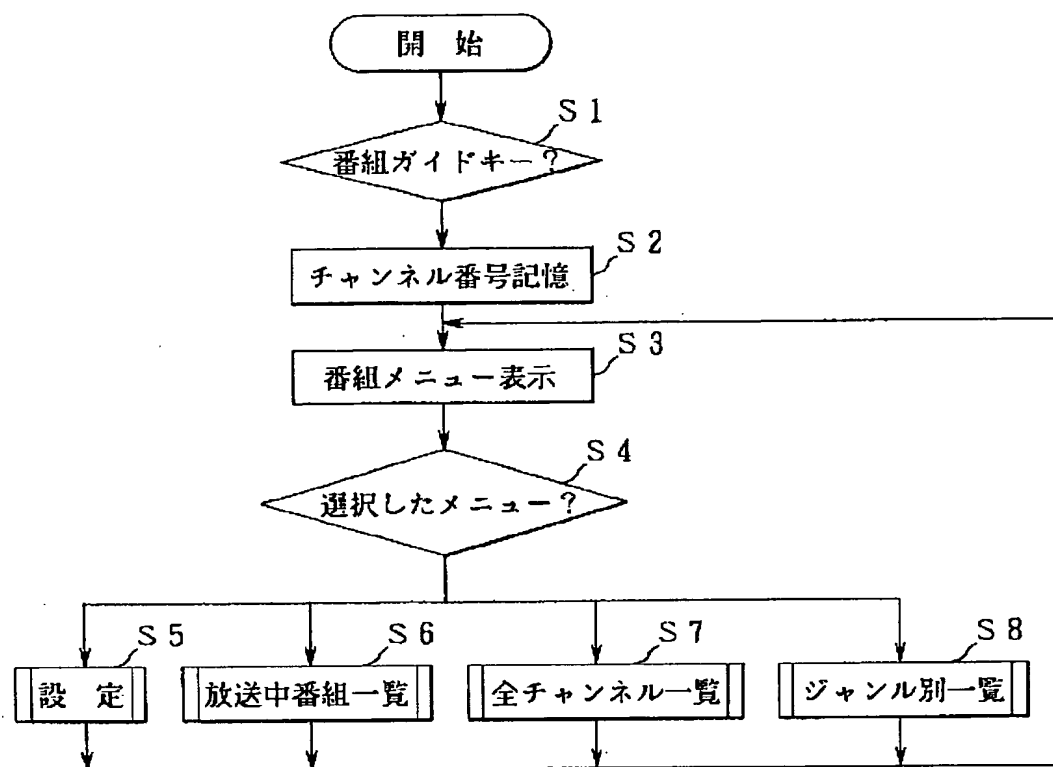 開 始
S1
番組ガイドキー?
S2
チャンネル番号記憶
S3
番組メニュー表示
S4
選択したメニュー?
S5
設 定
S6
放送中番組一覧
S7
全チャンネル一覧
S8
ジャンル別一覧